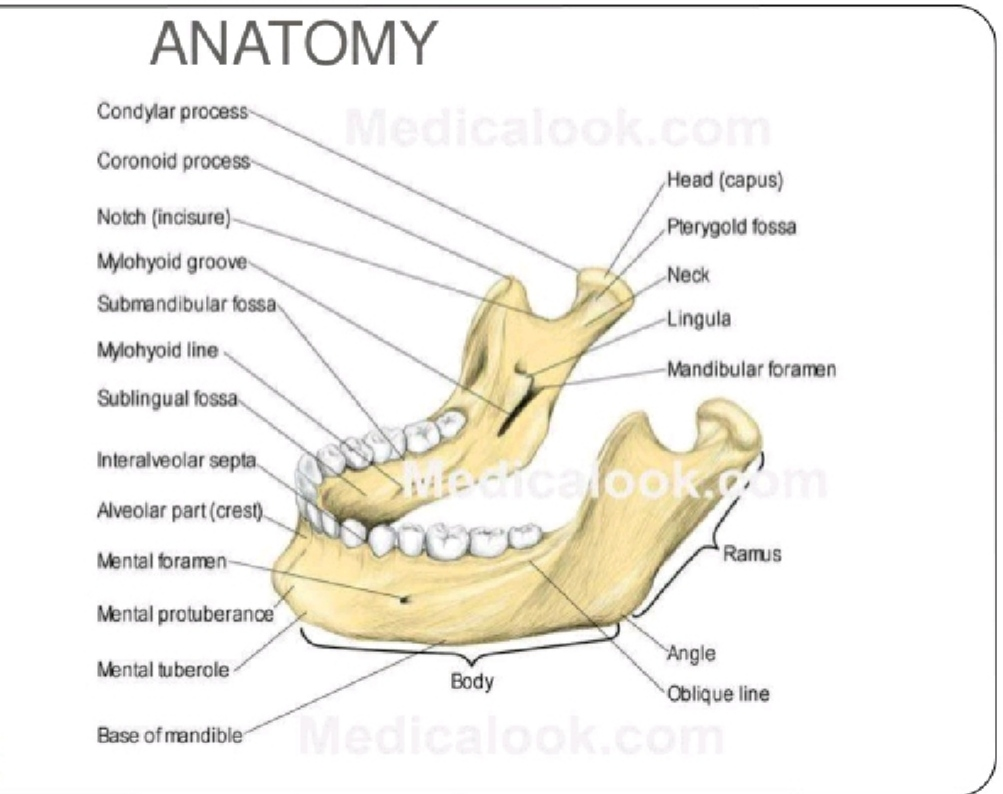 ANATOMY
Medicalook.com
Condylar process
Coronoid process
Notch (incisure)
Mylohyoid groove
Submandibular fossa
Mylohyoid line
Sublingual fossa
Interalveolar septa
Alveolar part (crest)
Mental foramen
Mental protuberance
Mental tuberole
Base of mandible
Head (capus)
Pterygold fossa
Neck
Lingula
Mandibular foramen
Medicalook.com
Ramus
Angle
Oblique line
Body
Medicalook.com